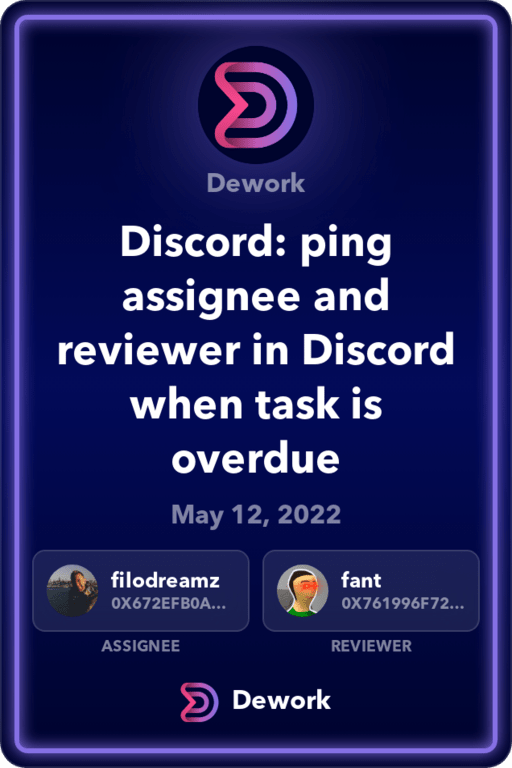 Dework
Discord: ping
assignee and
reviewer in Discord
when task is
overdue
May 12, 2022
filodreamz
0X672EFB0A...
fant
0X761996F72...
ASSIGNEE
REVIEWER
Dework